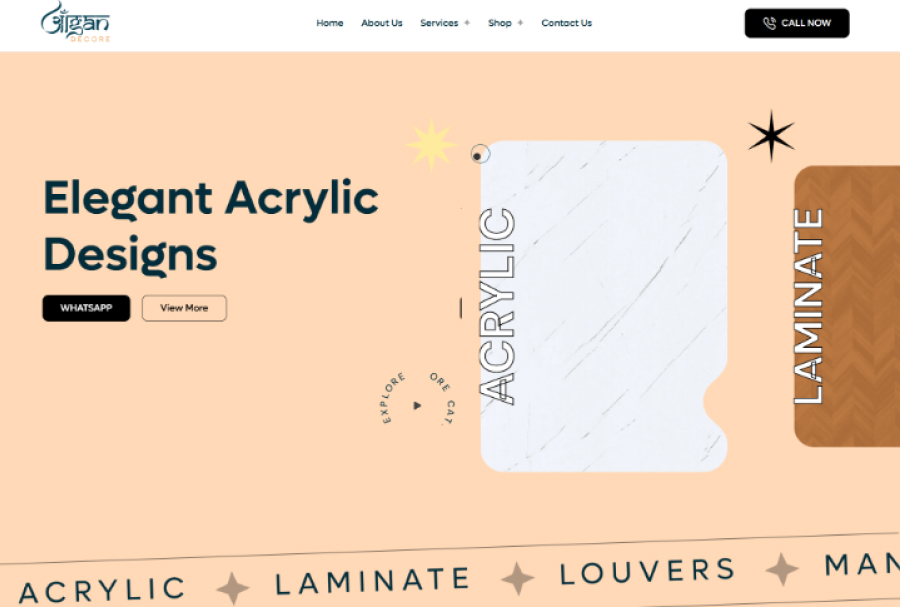 आँgan
DECORE
Home
About Us
Services +
Shop +
Contact Us
CALL NOW
Elegant Acrylic
Designs
WHATSAPP
View More
ACRYLIC
LAMINATE
EXPLORE
ORE CAT.
ACRYLIC
LAMINATE
LOUVERS
MAN